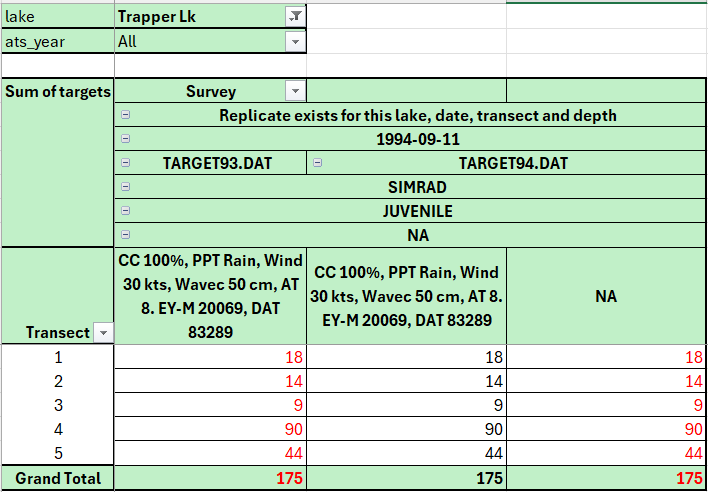 lake Trapper Lk
ats_year All
Sum of targets Survey
Replicate exists for this lake, date, transect and depth
1994-09-11
TARGET93.DAT TARGET94.DAT
SIMRAD
JUVENILE
NA
CC 100%, PPT Rain, Wind
30 kts, Wavec 50 cm, AT
8. EY-M 20069, DAT
83289
CC 100%, PPT Rain, Wind
30 kts, Wavec 50 cm, AT 8.
EY-M 20069, DAT 83289
NA
Transect
1 18 18 18
2 14 14 14
3 9 9 9
4 90 90 90
5 44 44 44
Grand Total 175 175 175